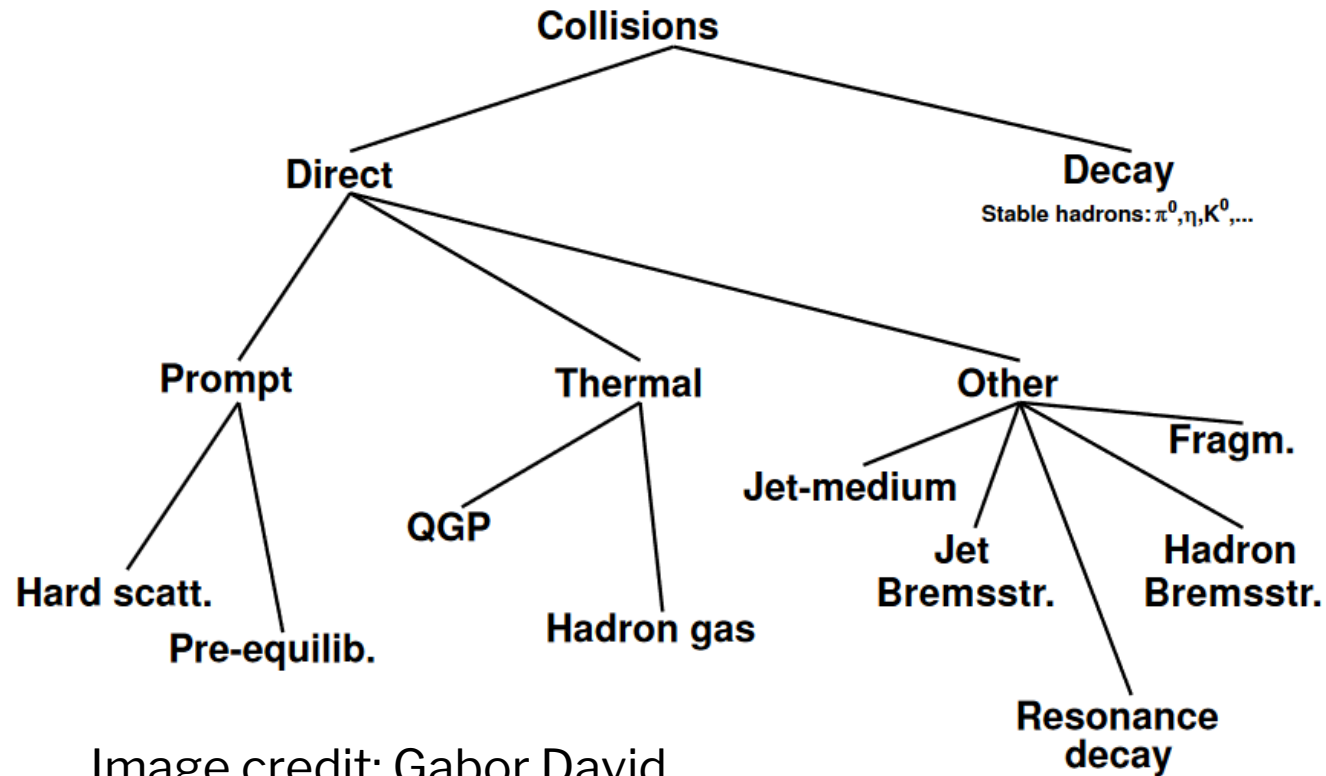 Collisions
Direct
Decay
Stable hadrons: π⁰,η,K⁰,...
Prompt
Thermal
Other
Fragm.
Jet-medium
QGP
Jet
Bremsstr.
Hadron
Bremsstr.
Hard scatt.
Hadron gas
Pre-equilib.
Resonance
decay
Image credit: Gabor David